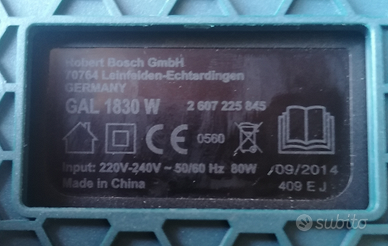 Robert Bosch GmbH
70764 Leinfelden-Echterdingen
GERMANY
GAL 1830 W 2 607 225 845
CE 0560
Input: 220V-240V ~ 50/60 Hz 80W
Made in China
09/2014
409 E J
subito